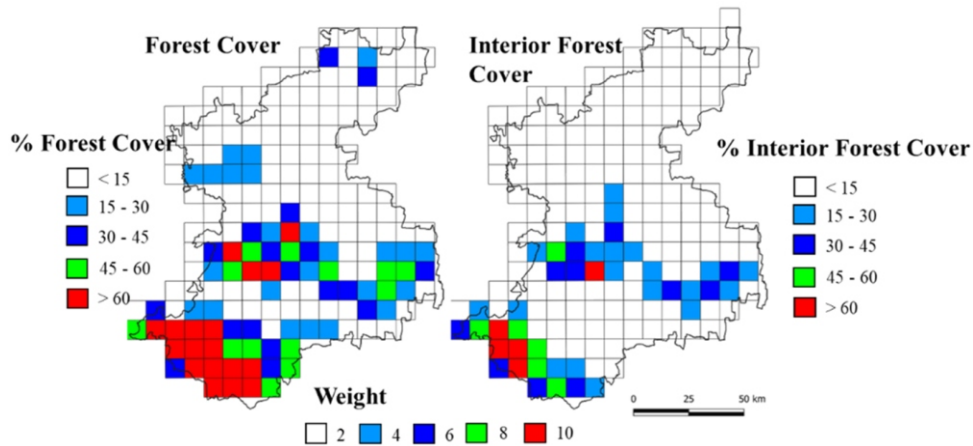 Forest Cover
Interior Forest
Cover
% Forest Cover
< 15
15 - 30
30 - 45
45 - 60
> 60
% Interior Forest Cover
< 15
15 - 30
30 - 45
45 - 60
> 60
Weight
2 4 6 8 10
0 25 50 km